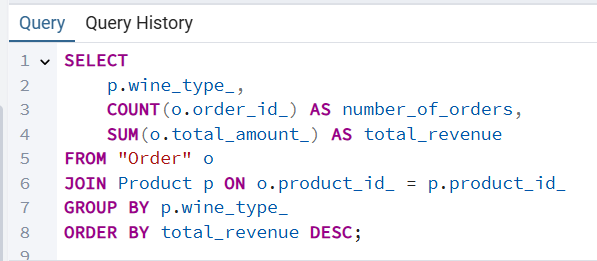 Query Query History
1 SELECT
2 p.wine_type_,
3 COUNT(o.order_id_) AS number_of_orders,
4 SUM(o.total_amount_) AS total_revenue
5 FROM "Order" o
6 JOIN Product p ON o.product_id_ = p.product_id_
7 GROUP BY p.wine_type_
8 ORDER BY total_revenue DESC;
9